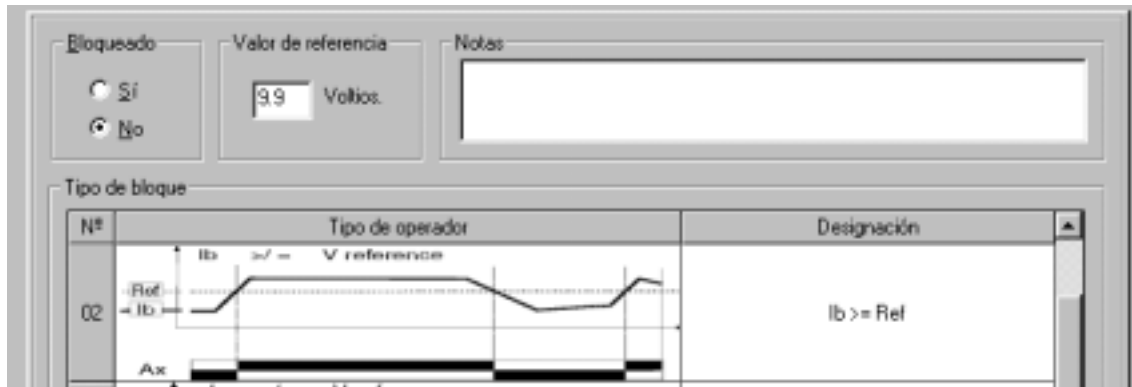 Bloqueado
Sí
No
Valor de referencia
9.9 Voltios.
Notas
Tipo de bloque
Nº Tipo de operador Designación
02
Ib >/= V reference
Ref
Ib
Ax
Ib >= Ref